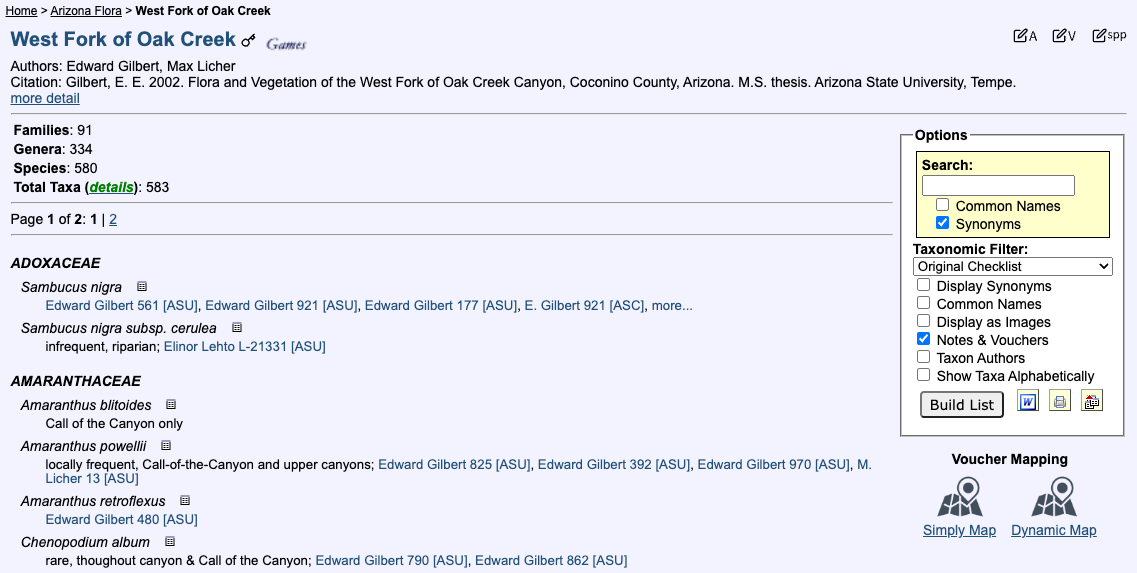 Home > Arizona Flora > West Fork of Oak Creek
West Fork of Oak Creek Games
A V spp
Authors: Edward Gilbert, Max Licher
Citation: Gilbert, E. E. 2002. Flora and Vegetation of the West Fork of Oak Creek Canyon, Coconino County, Arizona. M.S. thesis. Arizona State University, Tempe.
more detail
Families: 91
Genera: 334
Species: 580
Total Taxa (details): 583
Page 1 of 2: 1 | 2
ADOXACEAE
Sambucus nigra
Edward Gilbert 561 [ASU], Edward Gilbert 921 [ASU], Edward Gilbert 177 [ASU], E. Gilbert 921 [ASC], more...
Sambucus nigra subsp. cerulea
infrequent, riparian; Elinor Lehto L-21331 [ASU]
AMARANTHACEAE
Amaranthus blitoides
Call of the Canyon only
Amaranthus powellii
locally frequent, Call-of-the-Canyon and upper canyons; Edward Gilbert 825 [ASU], Edward Gilbert 392 [ASU], Edward Gilbert 970 [ASU], M.
Licher 13 [ASU]
Amaranthus retroflexus
Edward Gilbert 480 [ASU]
Chenopodium album
rare, thoughout canyon & Call of the Canyon; Edward Gilbert 790 [ASU], Edward Gilbert 862 [ASU]
Options
Search:
Common Names
Synonyms
Taxonomic Filter:
Original Checklist
Display Synonyms
Common Names
Display as Images
Notes & Vouchers
Taxon Authors
Show Taxa Alphabetically
Build List W
Voucher Mapping
Simply Map Dynamic Map